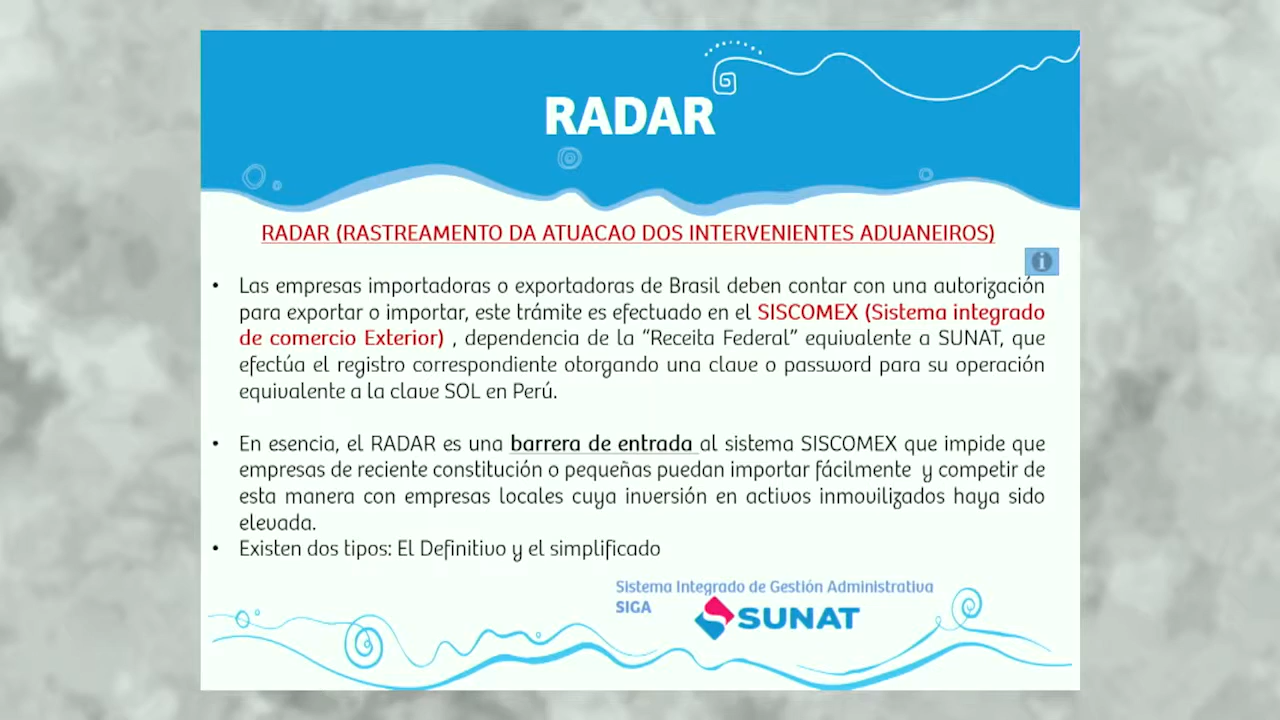 RADAR
RADAR (RASTREAMENTO DA ATUACAO DOS INTERVENIENTES ADUANEIROS)
• Las empresas importadoras o exportadoras de Brasil deben contar con una autorización
para exportar o importar, este trámite es efectuado en el SISCOMEX (Sistema integrado
de comercio Exterior) , dependencia de la “Receita Federal” equivalente a SUNAT, que
efectúa el registro correspondiente otorgando una clave o password para su operación
equivalente a la clave SOL en Perú.
• En esencia, el RADAR es una barrera de entrada al sistema SISCOMEX que impide que
empresas de reciente constitución o pequeñas puedan importar fácilmente y competir de
esta manera con empresas locales cuya inversión en activos inmovilizados haya sido
elevada.
• Existen dos tipos: El Definitivo y el simplificado
Sistema Integrado de Gestión Administrativa
SIGA
SUNAT